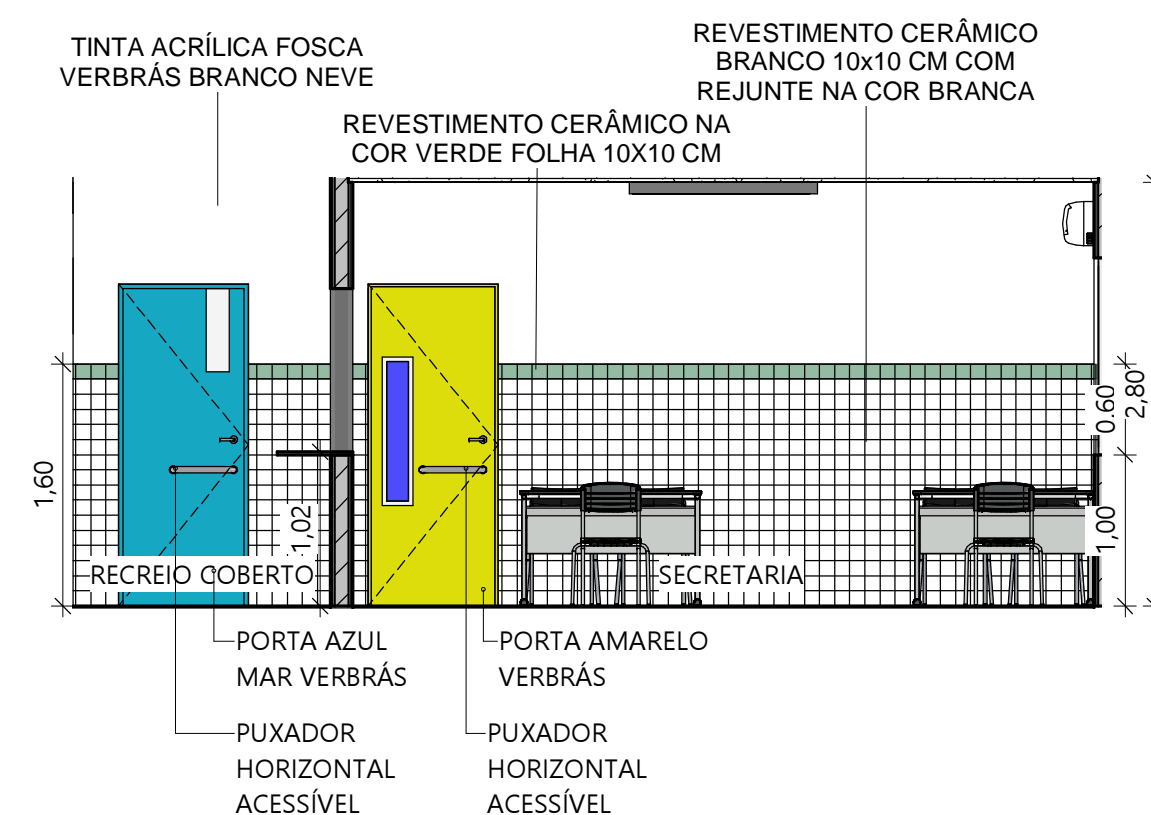 TINTA ACRÍLICA FOSCA
VERBRÁS BRANCO NEVE
REVESTIMENTO CERÂMICO
BRANCO 10x10 CM COM
REJUNTE NA COR BRANCA
REVESTIMENTO CERÂMICO NA
COR VERDE FOLHA 10X10 CM
1,60
1,02
0.60
2,80
1,00
RECREIO COBERTO
SECRETARIA
PORTA AZUL
MAR VERBRÁS
PORTA AMARELO
VERBRÁS
PUXADOR
HORIZONTAL
ACESSÍVEL
PUXADOR
HORIZONTAL
ACESSÍVEL